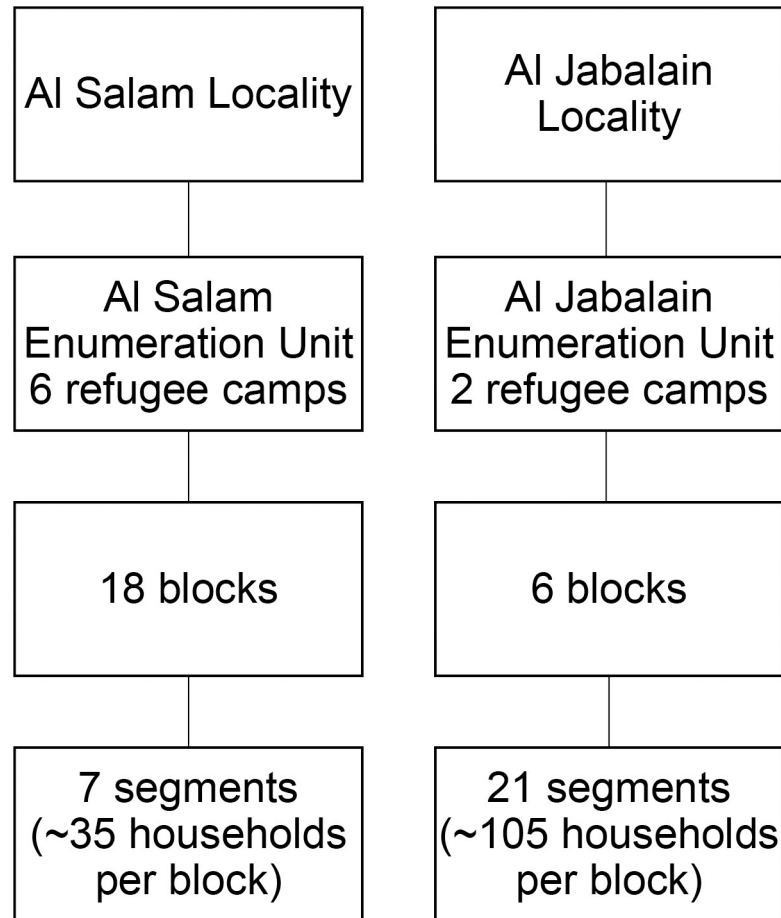 Al Salam Locality
Al Salam
Enumeration Unit
6 refugee camps
18 blocks
7 segments
(~35 households
per block)
Al Jabalain
Locality
Al Jabalain
Enumeration Unit
2 refugee camps
6 blocks
21 segments
(~105 households
per block)